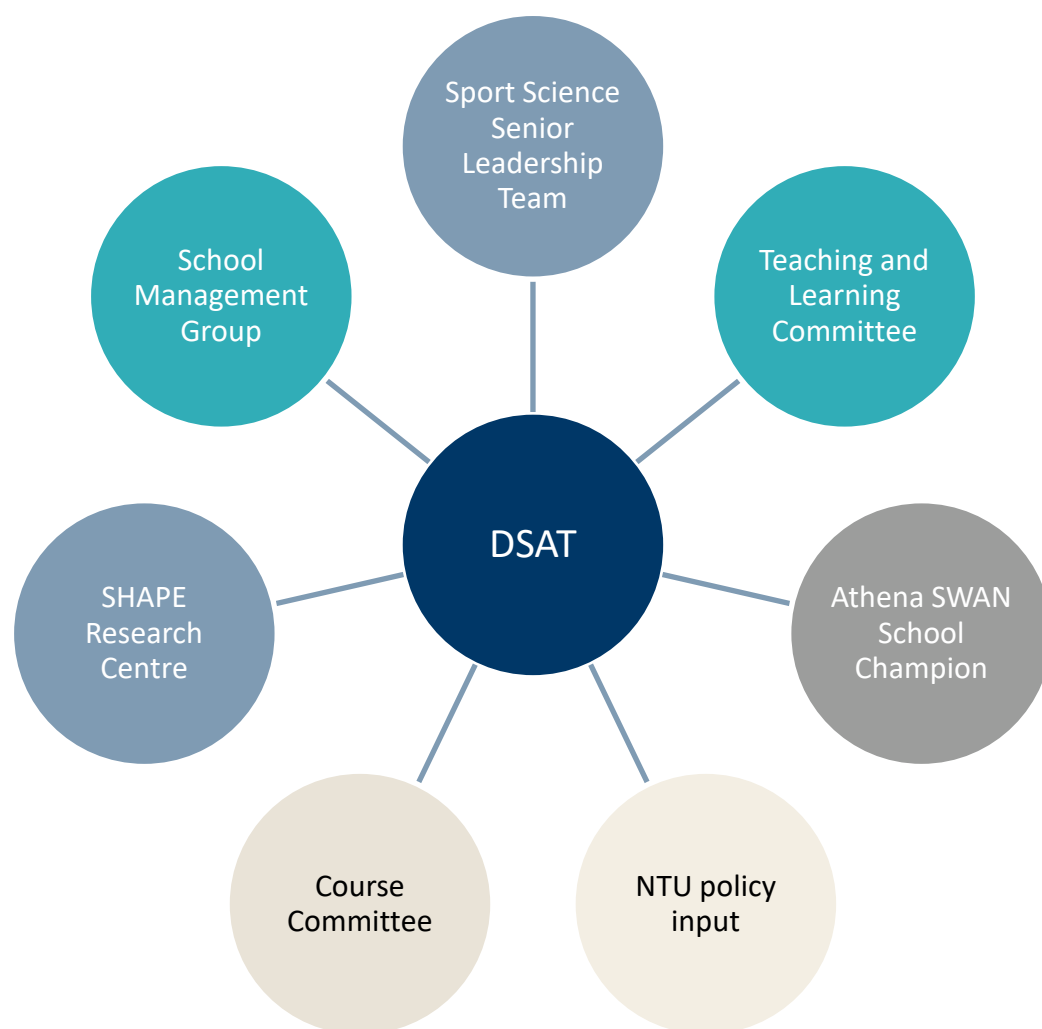 Sport Science
Senior
Leadership
Team
School
Management
Group
Teaching and
Learning
Committee
DSAT
SHAPE
Research
Centre
Athena SWAN
School
Champion
Course
Committee
NTU policy
input